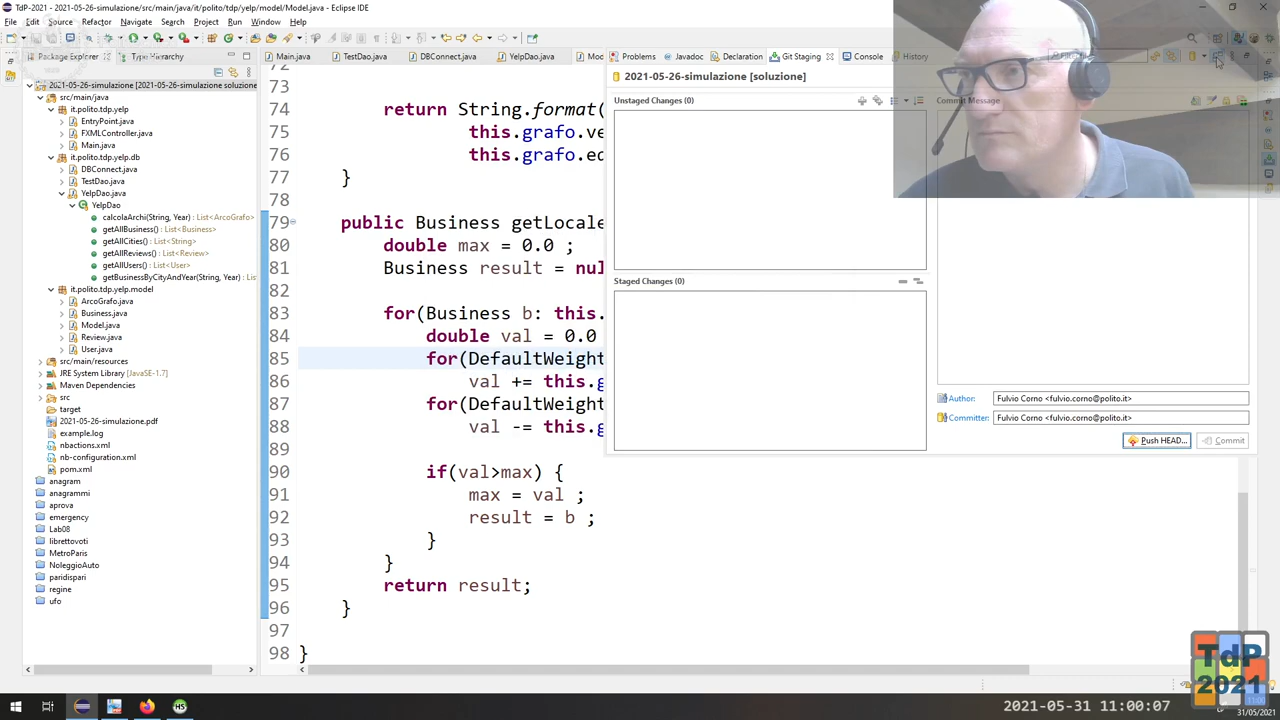 TdP-2021 - 2021-05-26-simulazione/src/main/java/it/polito/tdp/yelp/model/Model.java - Eclipse IDE
File Edit Source Refactor Navigate Search Project Run Window Help
Package Explorer Type Hierarchy
Main.java TestDao.java DBConnect.java YelpDao.java Mo
Problems Javadoc Declaration Git Staging Console History
2021-05-26-simulazione [2021-05-26-simulazione soluzione
src/main/java
it.polito.tdp.yelp
EntryPoint.java
FXMLController.java
Main.java
it.polito.tdp.yelp.db
DBConnect.java
TestDao.java
YelpDao.java
YelpDao
calcolaArchi(String, Year) : List<ArcoGrafo>
getAllBusiness() : List<Business>
getAllCities() : List<String>
getAllReviews() : List<Review>
getAllUsers() : List<User>
getBusinessByCityAndYear(String, Year) : List
it.polito.tdp.yelp.model
ArcoGrafo.java
Business.java
Model.java
Review.java
User.java
src/main/resources
JRE System Library [JavaSE-1.7]
Maven Dependencies
src
target
2021-05-26-simulazione.pdf
example.log
nbactions.xml
nb-configuration.xml
pom.xml
anagram
anagrammi
aprova
emergency
Lab08
librettovoti
MetroParis
NoleggioAuto
paridispari
regine
ufo
72
73
74 return String.format(
75 this.grafo.ve
76 this.grafo.ed
77 }
78
79 public Business getLocale
80 double max = 0.0 ;
81 Business result = nul
82
83 for(Business b: this.
84 double val = 0.0
85 for(DefaultWeight
86 val += this.g
87 for(DefaultWeight
88 val -= this.g
89
90 if(val>max) {
91 max = val ;
92 result = b ;
93 }
94 }
95 return result;
96 }
97
98 }
2021-05-26-simulazione [soluzione]
Unstaged Changes (0)
Staged Changes (0)
Commit Message
Author: Fulvio Corno <fulvio.corno@polito.it>
Committer: Fulvio Corno <fulvio.corno@polito.it>
Push HEAD... Commit
TdP
2021
2021-05-31 11:00:07
31/05/2021